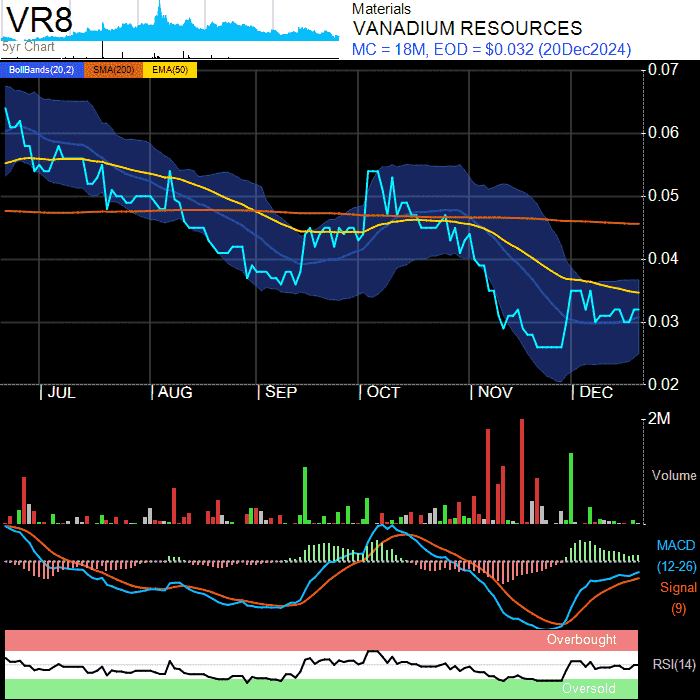 VR8
5yr Chart
Materials
VANADIUM RESOURCES
MC = 18M, EOD = $0.032 (20Dec2024)
BollBands(20,2) SMA(200) EMA(50)
0.07
0.06
0.05
0.04
0.03
0.02
JUL AUG SEP OCT NOV DEC
2M
Volume
MACD
(12-26)
Signal
(9)
Overbought
RSI(14)
Oversold